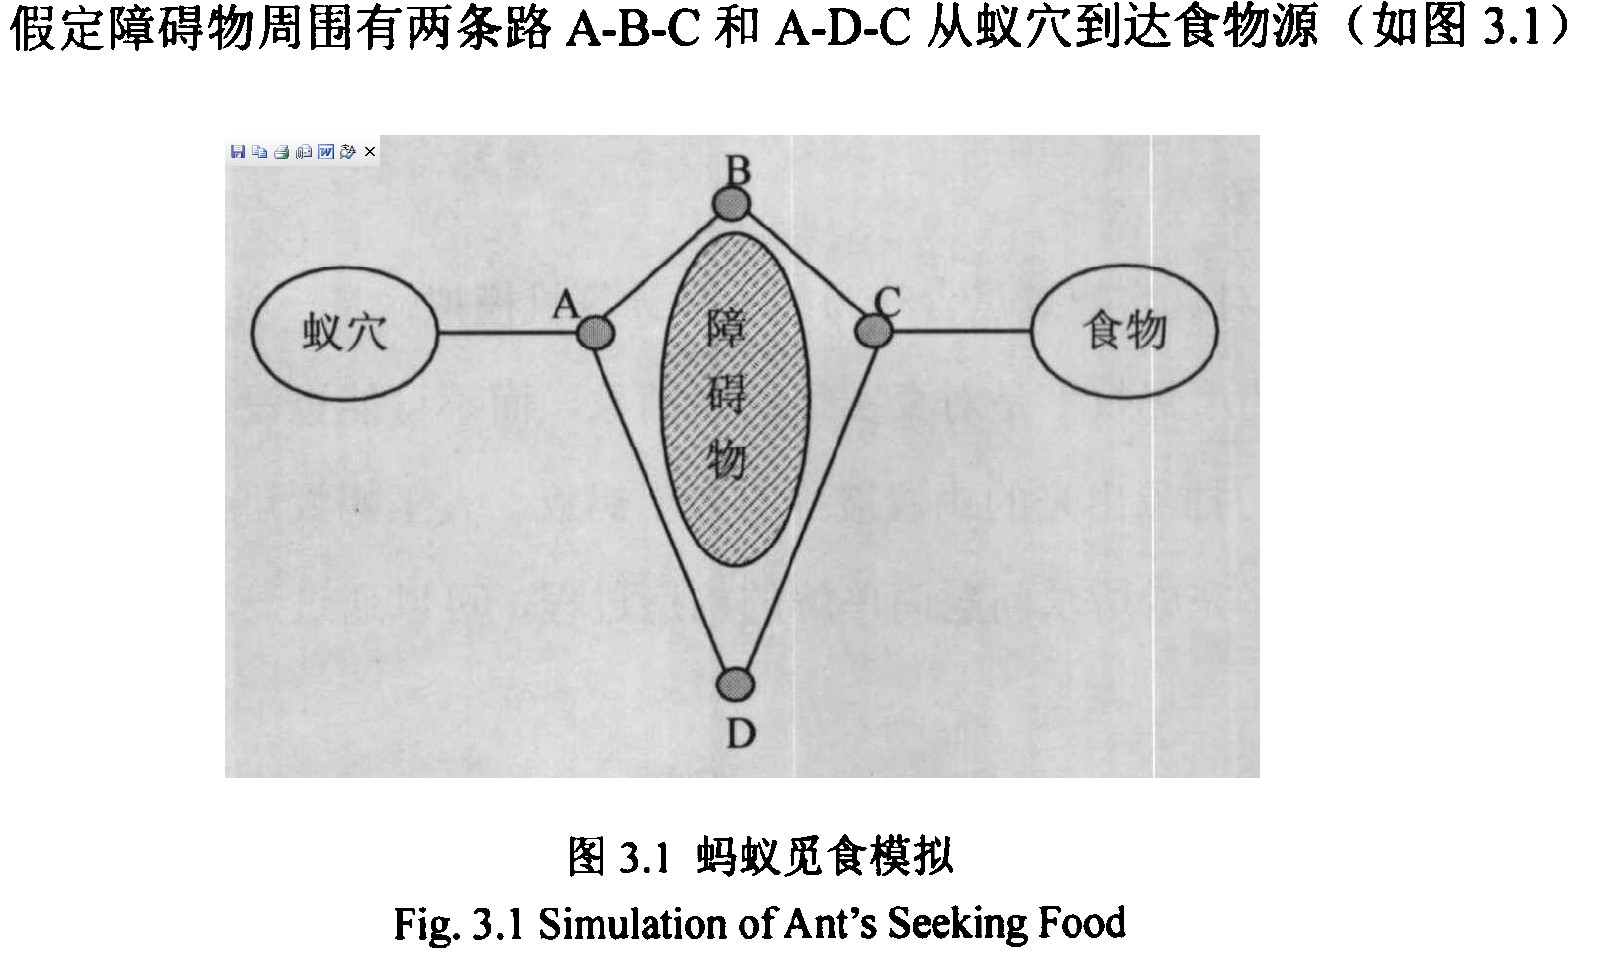 假定障碍物周围有两条路 A-B-C 和 A-D-C 从蚁穴到达食物源（如图 3.1）
B
A
C
蚁穴
障
碍
物
食物
D
图 3.1 蚂蚁觅食模拟
Fig. 3.1 Simulation of Ant's Seeking Food